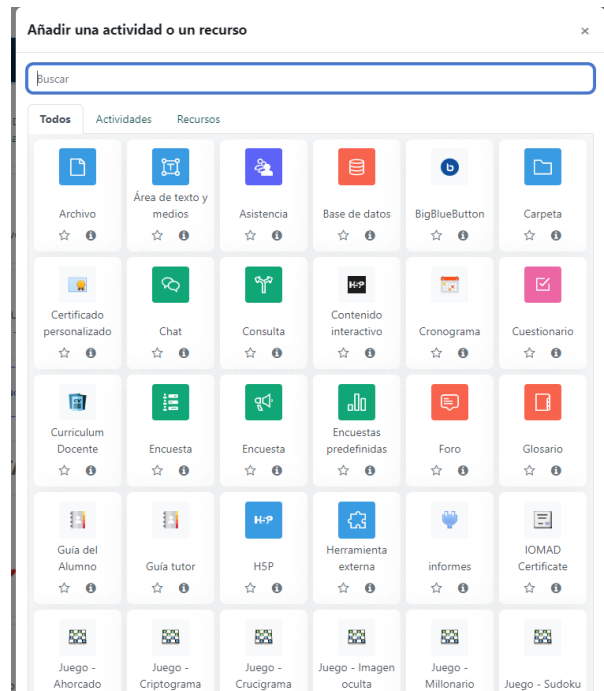 Añadir una actividad o un recurso ×
Buscar
Todos Actividades Recursos
Archivo
Área de texto y
medios
Asistencia
Base de datos
BigBlueButton
Carpeta
Certificado
personalizado
Chat
Consulta
H-P
Contenido
interactivo
Cronograma
Cuestionario
Curriculum
Docente
Encuesta
Encuesta
Encuestas
predefinidas
Foro
Glosario
Guía del
Alumno
Guía tutor
H-P
H5P
Herramienta
externa
informes
IOMAD
Certificate
Juego -
Ahorcado
Juego -
Criptograma
Juego -
Crucigrama
Juego - Imagen
oculta
Juego -
Millonario
Juego - Sudoku